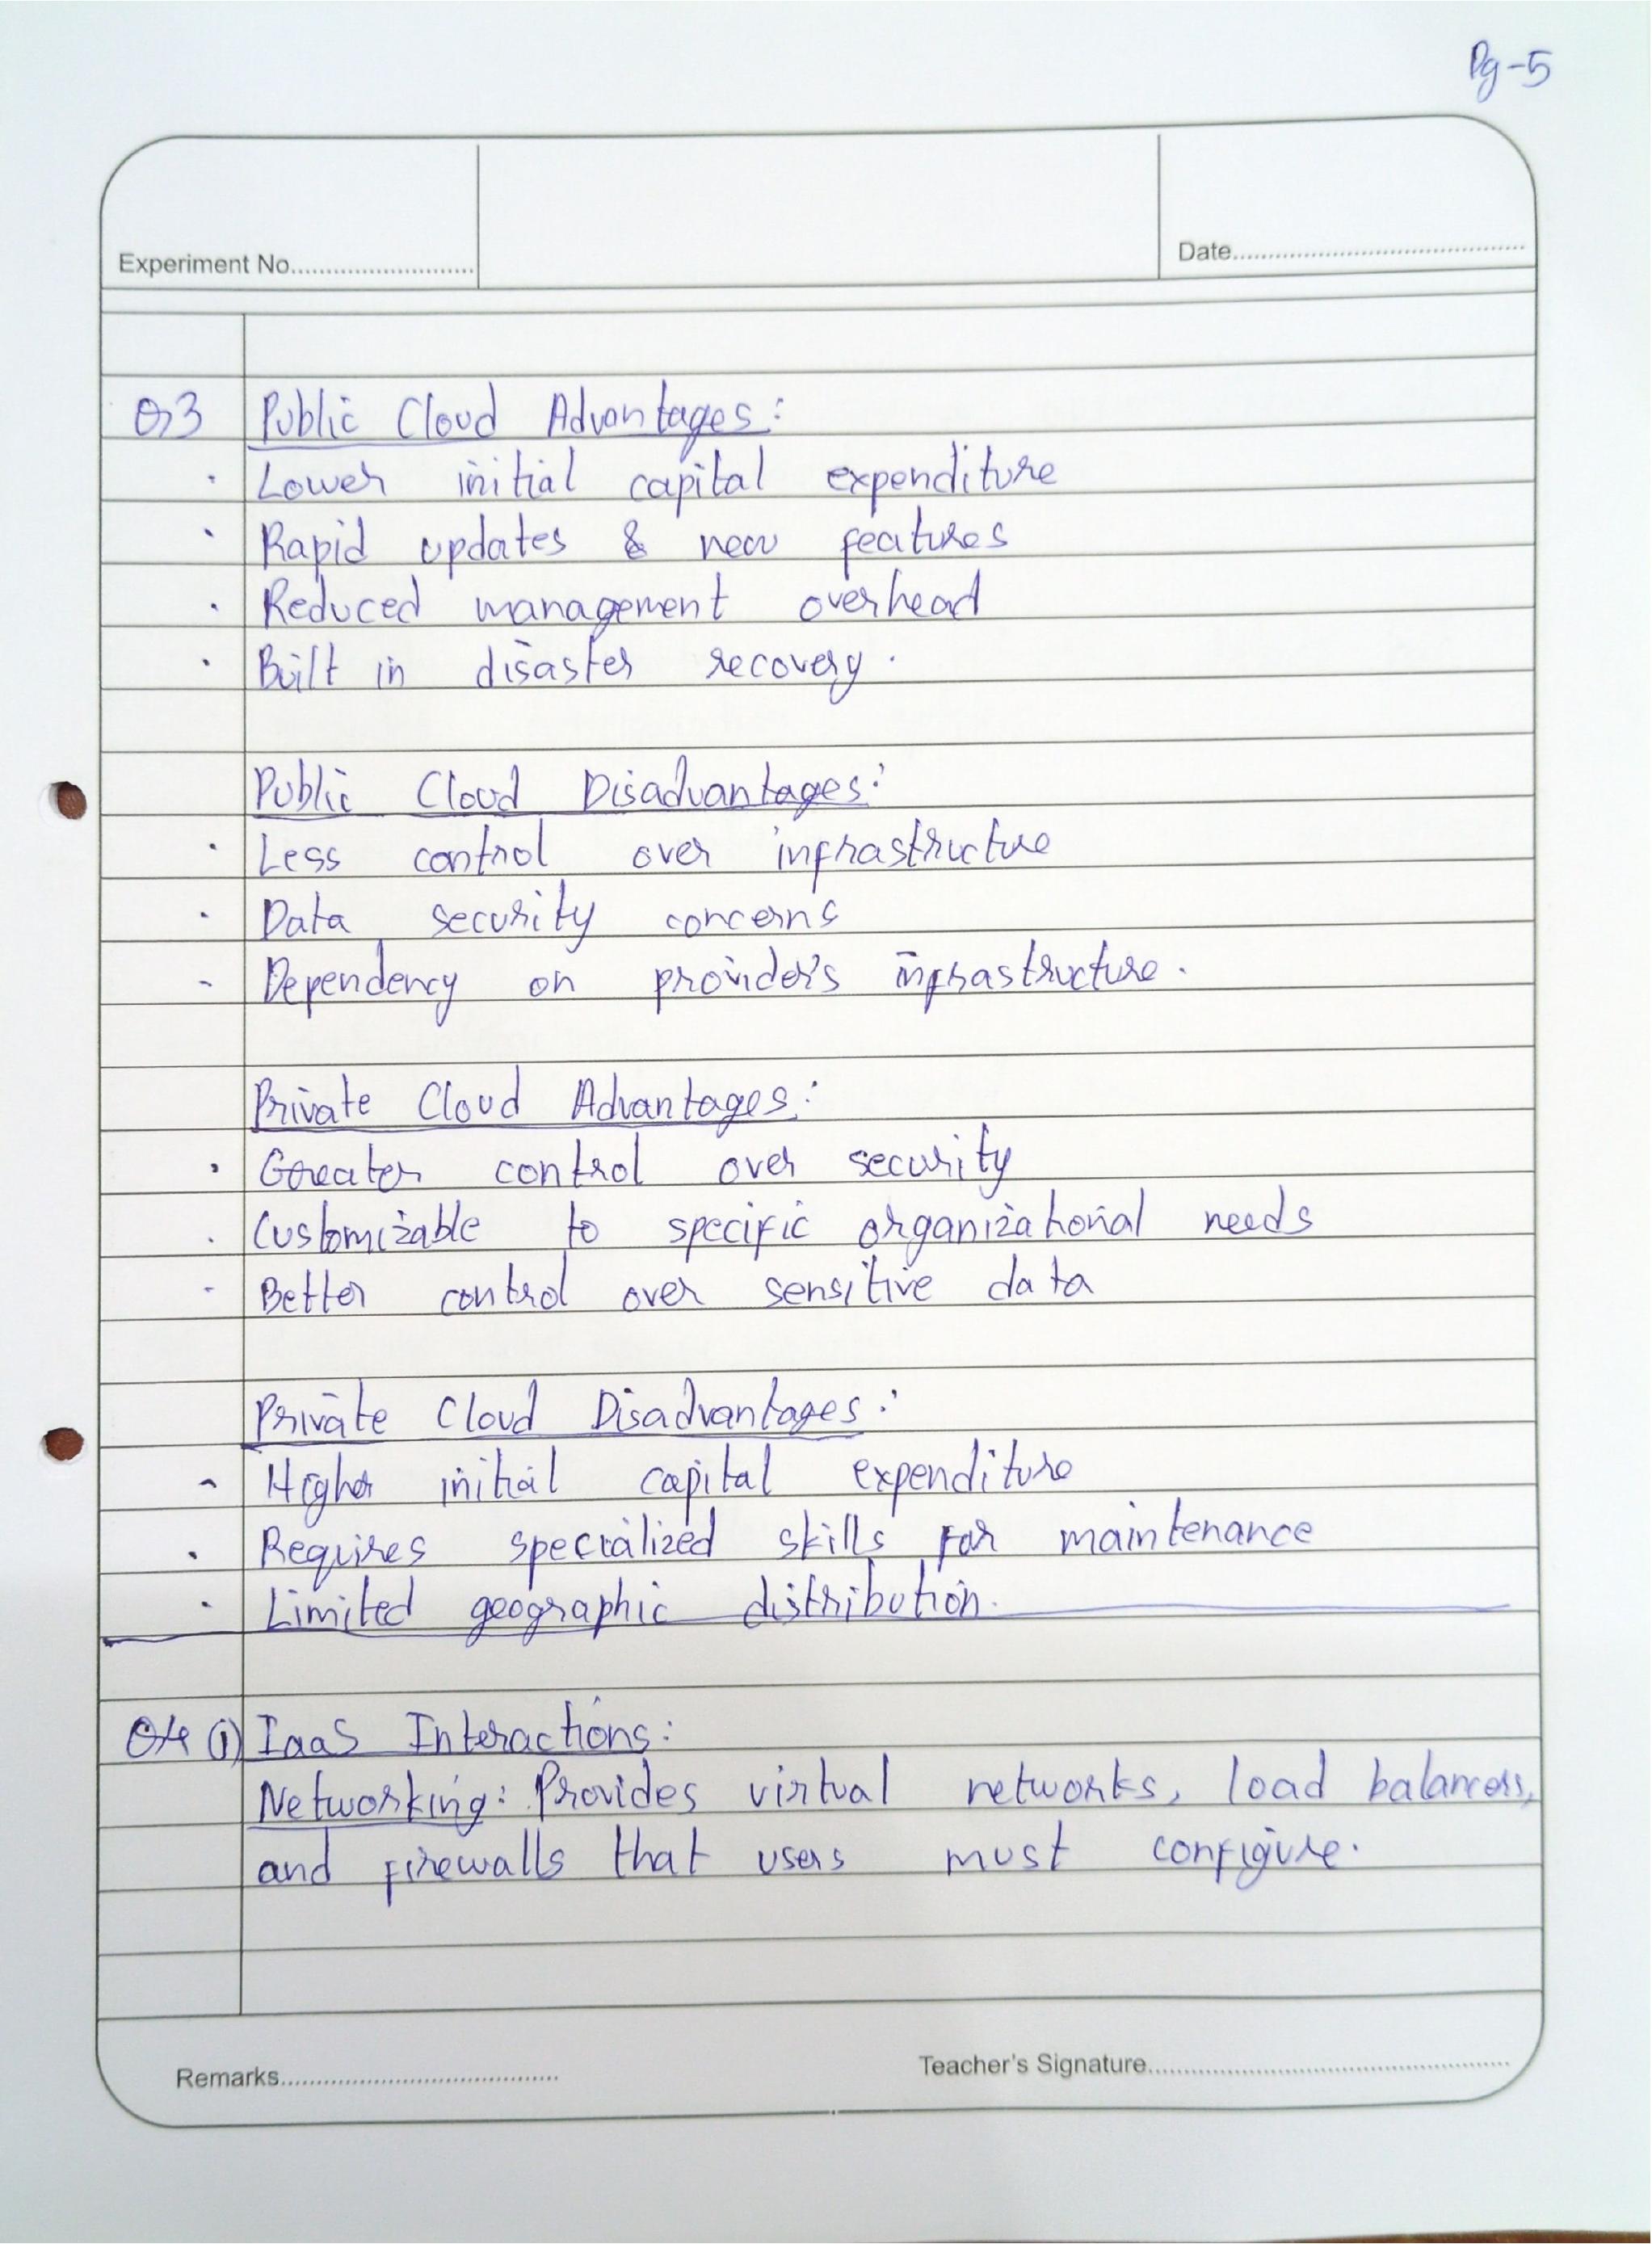 Pg-5
Experiment No.
Date
Q3 Public Cloud Advantages:
· Lower initial capital expenditure
· Rapid updates & new features
· Reduced management overhead
· Built in disaster recovery.
Public Cloud Disadvantages:
· Less control over infrastructure
· Data security concerns
- Dependency on provider's infrastructure.
Private Cloud Advantages:
· Greater control over security
· Customizable to specific organizational needs
- Better control over sensitive data
Private Cloud Disadvantages:
- Higher initial capital expenditure
· Requires specialized skills for maintenance
· Limited geographic distribution.
Q4 (i) IaaS Interactions:
Networking: Provides virtual networks, load balancers,
and firewalls that users must configure.
Remarks
Teacher's Signature